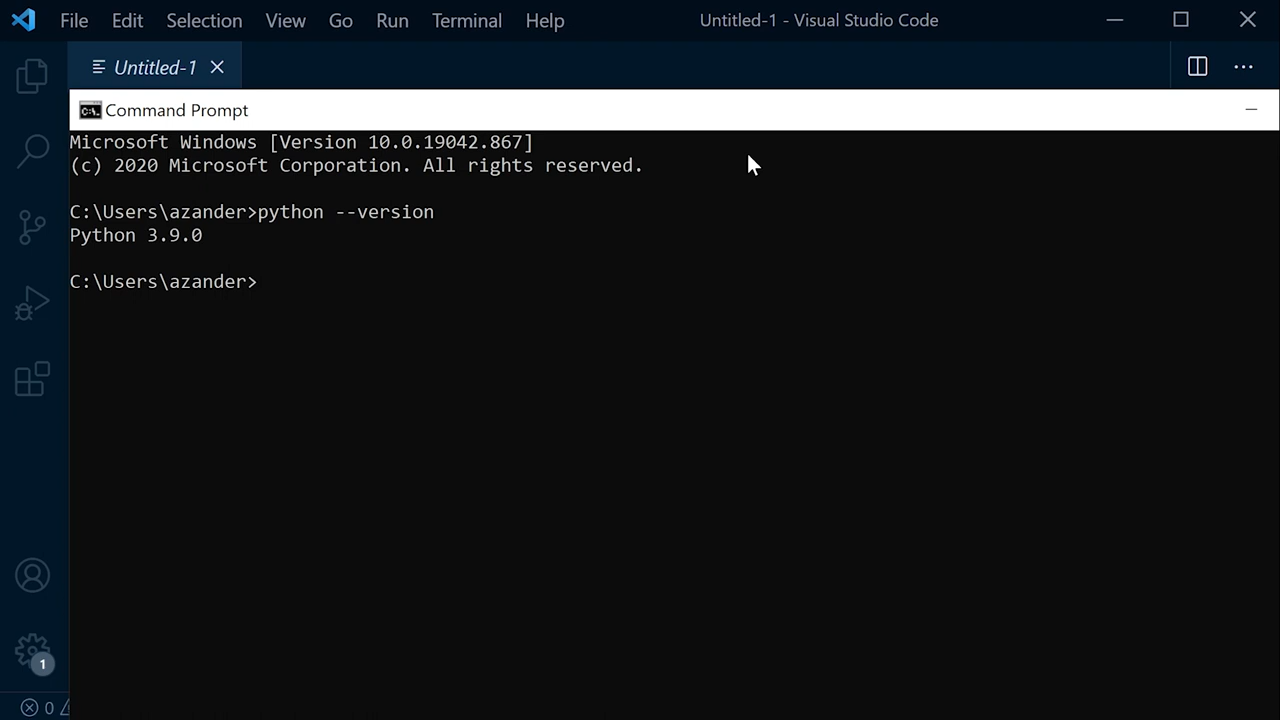 File Edit Selection View Go Run Terminal Help Untitled-1 - Visual Studio Code
Untitled-1
Command Prompt
Microsoft Windows [Version 10.0.19042.867]
(c) 2020 Microsoft Corporation. All rights reserved.
C:\Users\azander>python --version
Python 3.9.0
C:\Users\azander>
1
0